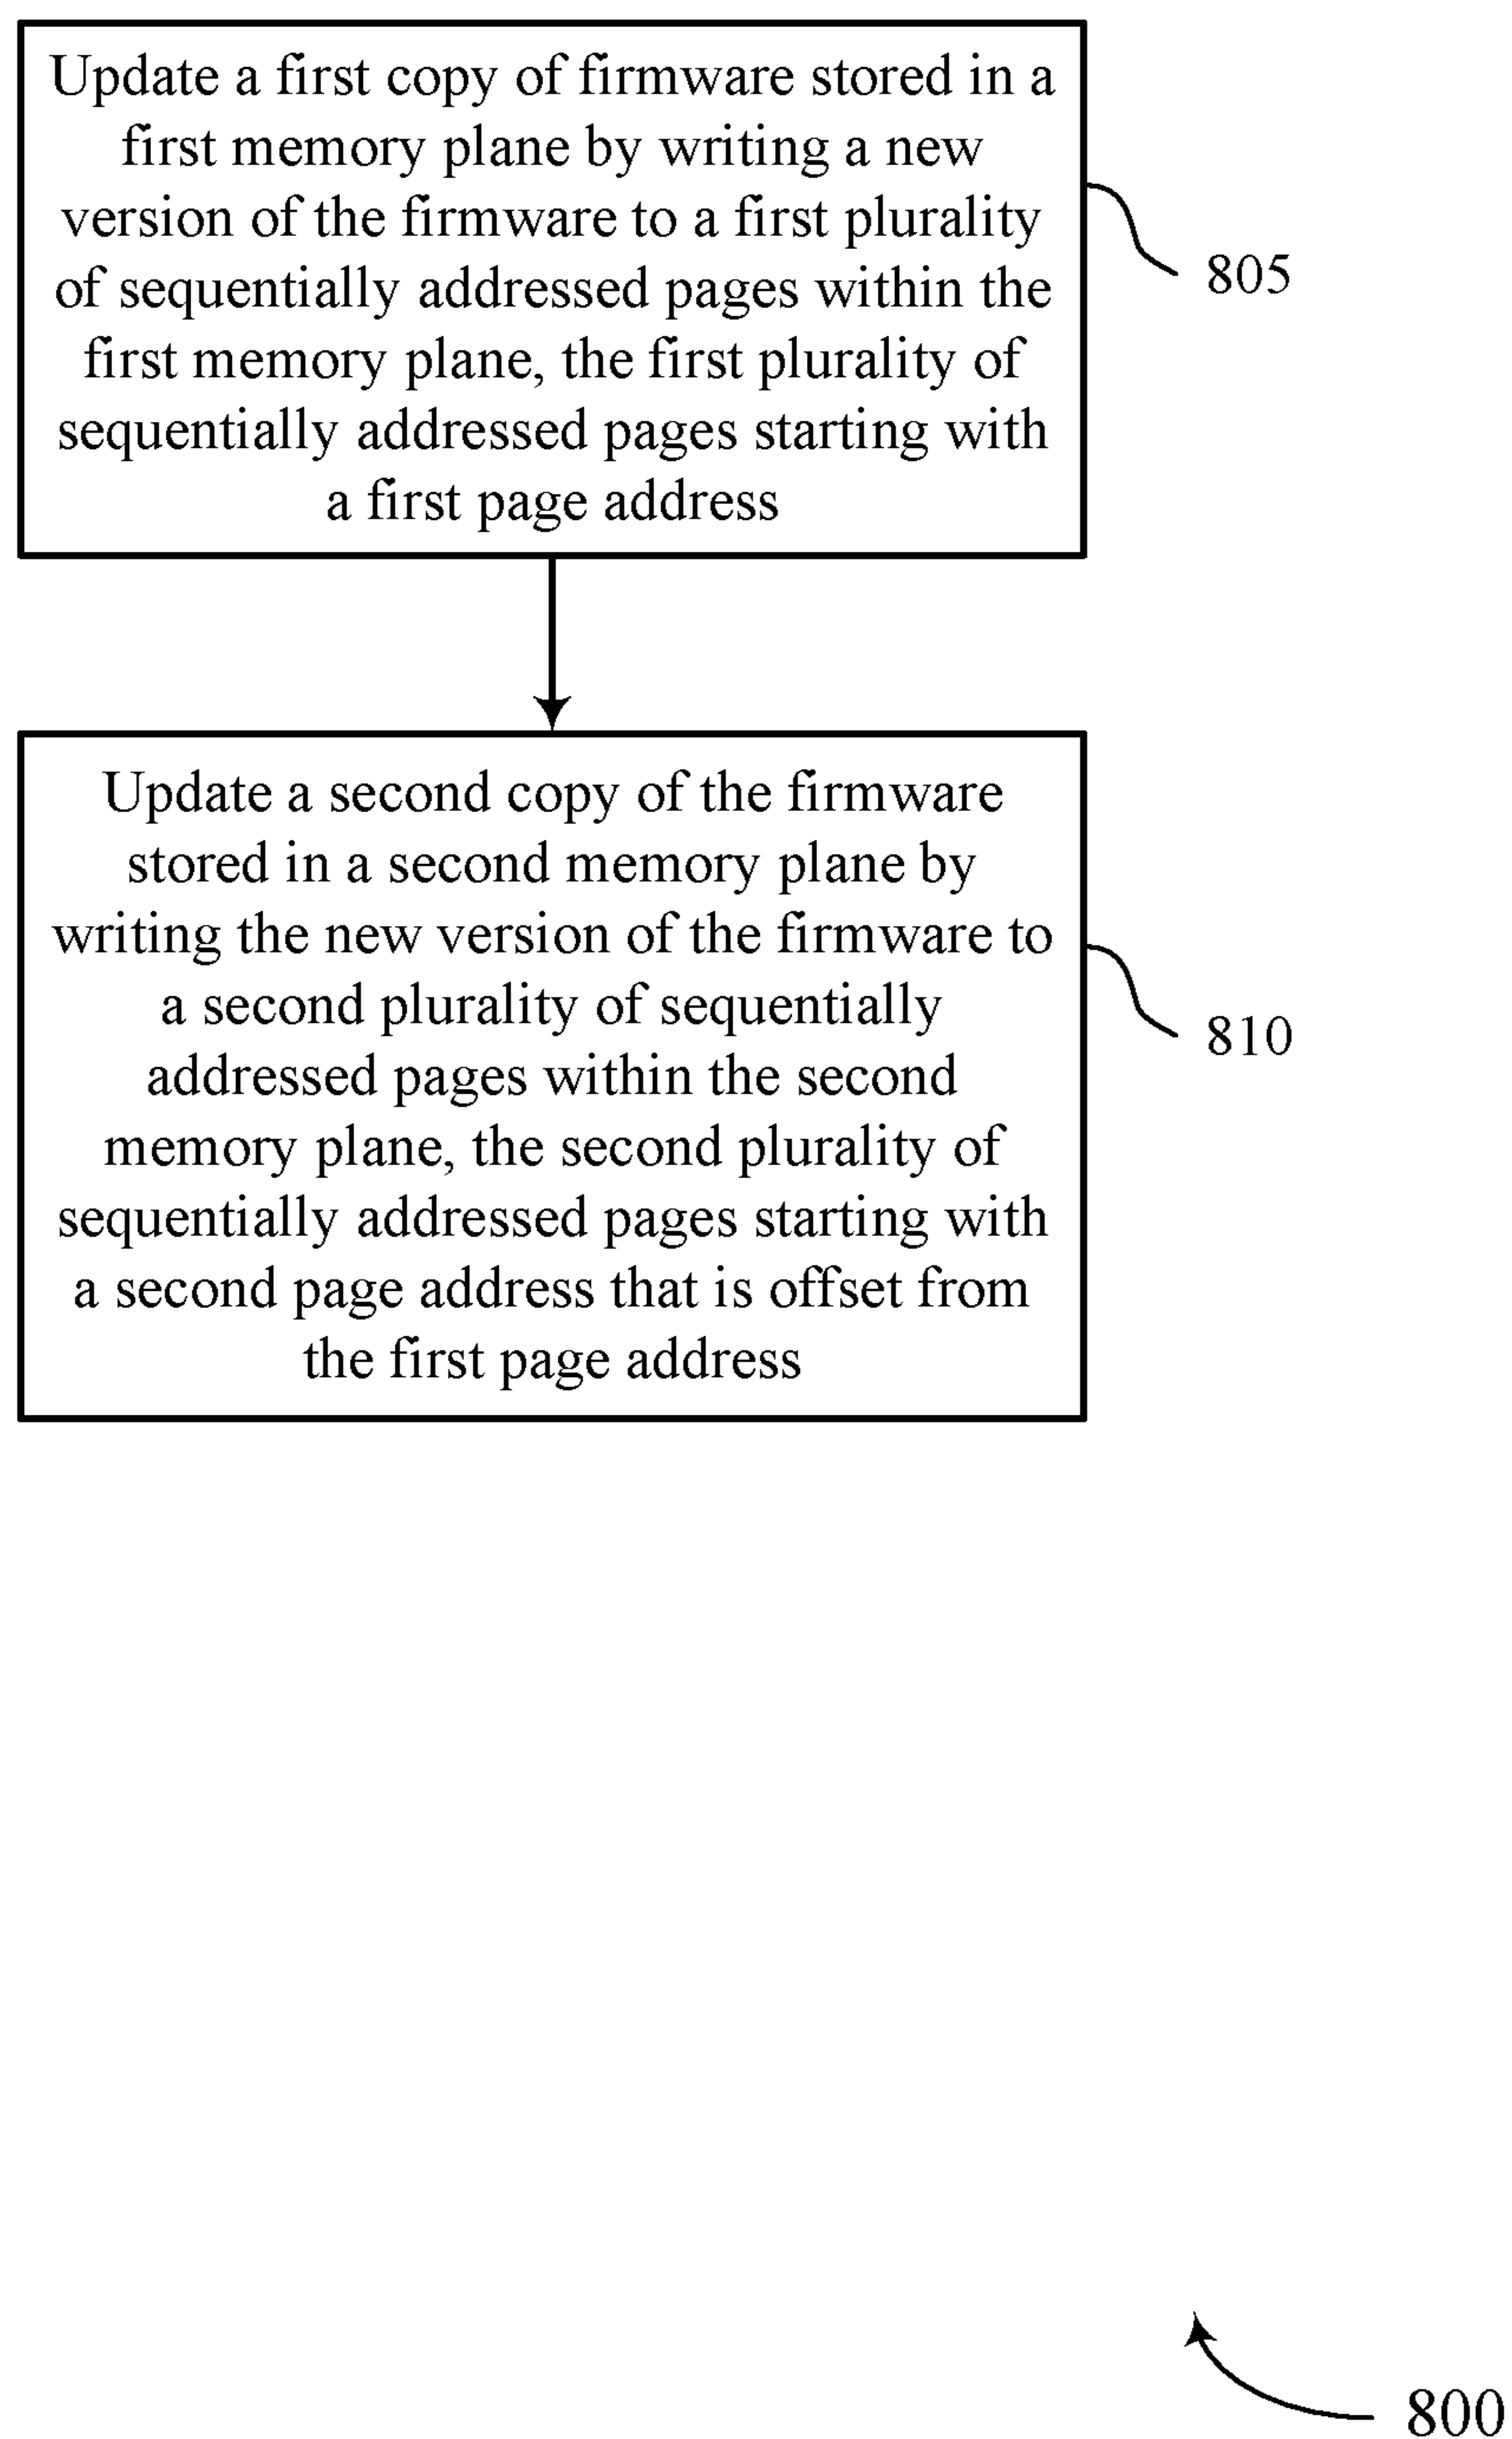 Update a first copy of firmware stored in a
first memory plane by writing a new
version of the firmware to a first plurality
of sequentially addressed pages within the
first memory plane, the first plurality of
sequentially addressed pages starting with
a first page address
805
Update a second copy of the firmware
stored in a second memory plane by
writing the new version of the firmware to
a second plurality of sequentially
addressed pages within the second
memory plane, the second plurality of
sequentially addressed pages starting with
a second page address that is offset from
the first page address
810
800